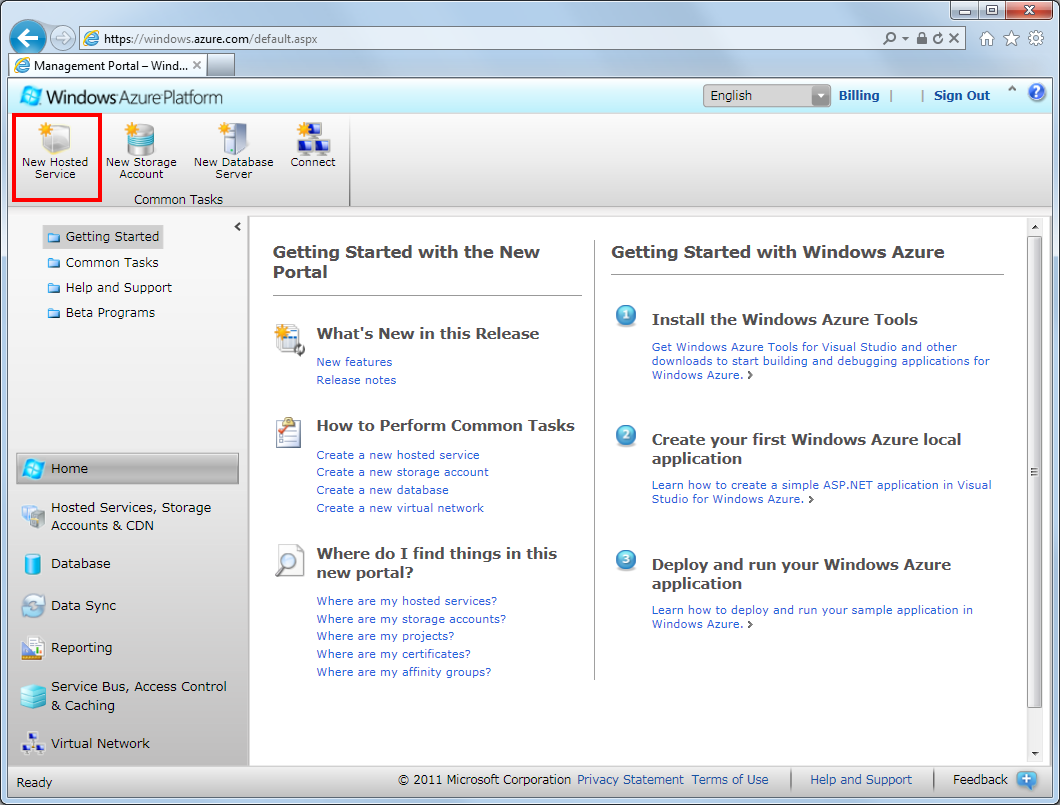 https://windows.azure.com/default.aspx
Management Portal – Wind...
Windows Azure Platform
English
Billing |
| Sign Out
New Hosted
Service
New Storage
Account
New Database
Server
Connect
Common Tasks
Getting Started
Common Tasks
Help and Support
Beta Programs
Home
Hosted Services, Storage
Accounts & CDN
Database
Data Sync
Reporting
Service Bus, Access Control
& Caching
Virtual Network
Getting Started with the New
Portal
What's New in this Release
New features
Release notes
How to Perform Common Tasks
Create a new hosted service
Create a new storage account
Create a new database
Create a new virtual network
Where do I find things in this
new portal?
Where are my hosted services?
Where are my storage accounts?
Where are my projects?
Where are my certificates?
Where are my affinity groups?
Getting Started with Windows Azure
1
Install the Windows Azure Tools
Get Windows Azure Tools for Visual Studio and other
downloads to start building and debugging applications for
Windows Azure.
2
Create your first Windows Azure local
application
Learn how to create a simple ASP.NET application in Visual
Studio for Windows Azure.
3
Deploy and run your Windows Azure
application
Learn how to deploy and run your sample application in
Windows Azure.
Ready
© 2011 Microsoft Corporation Privacy Statement Terms of Use
Help and Support
Feedback